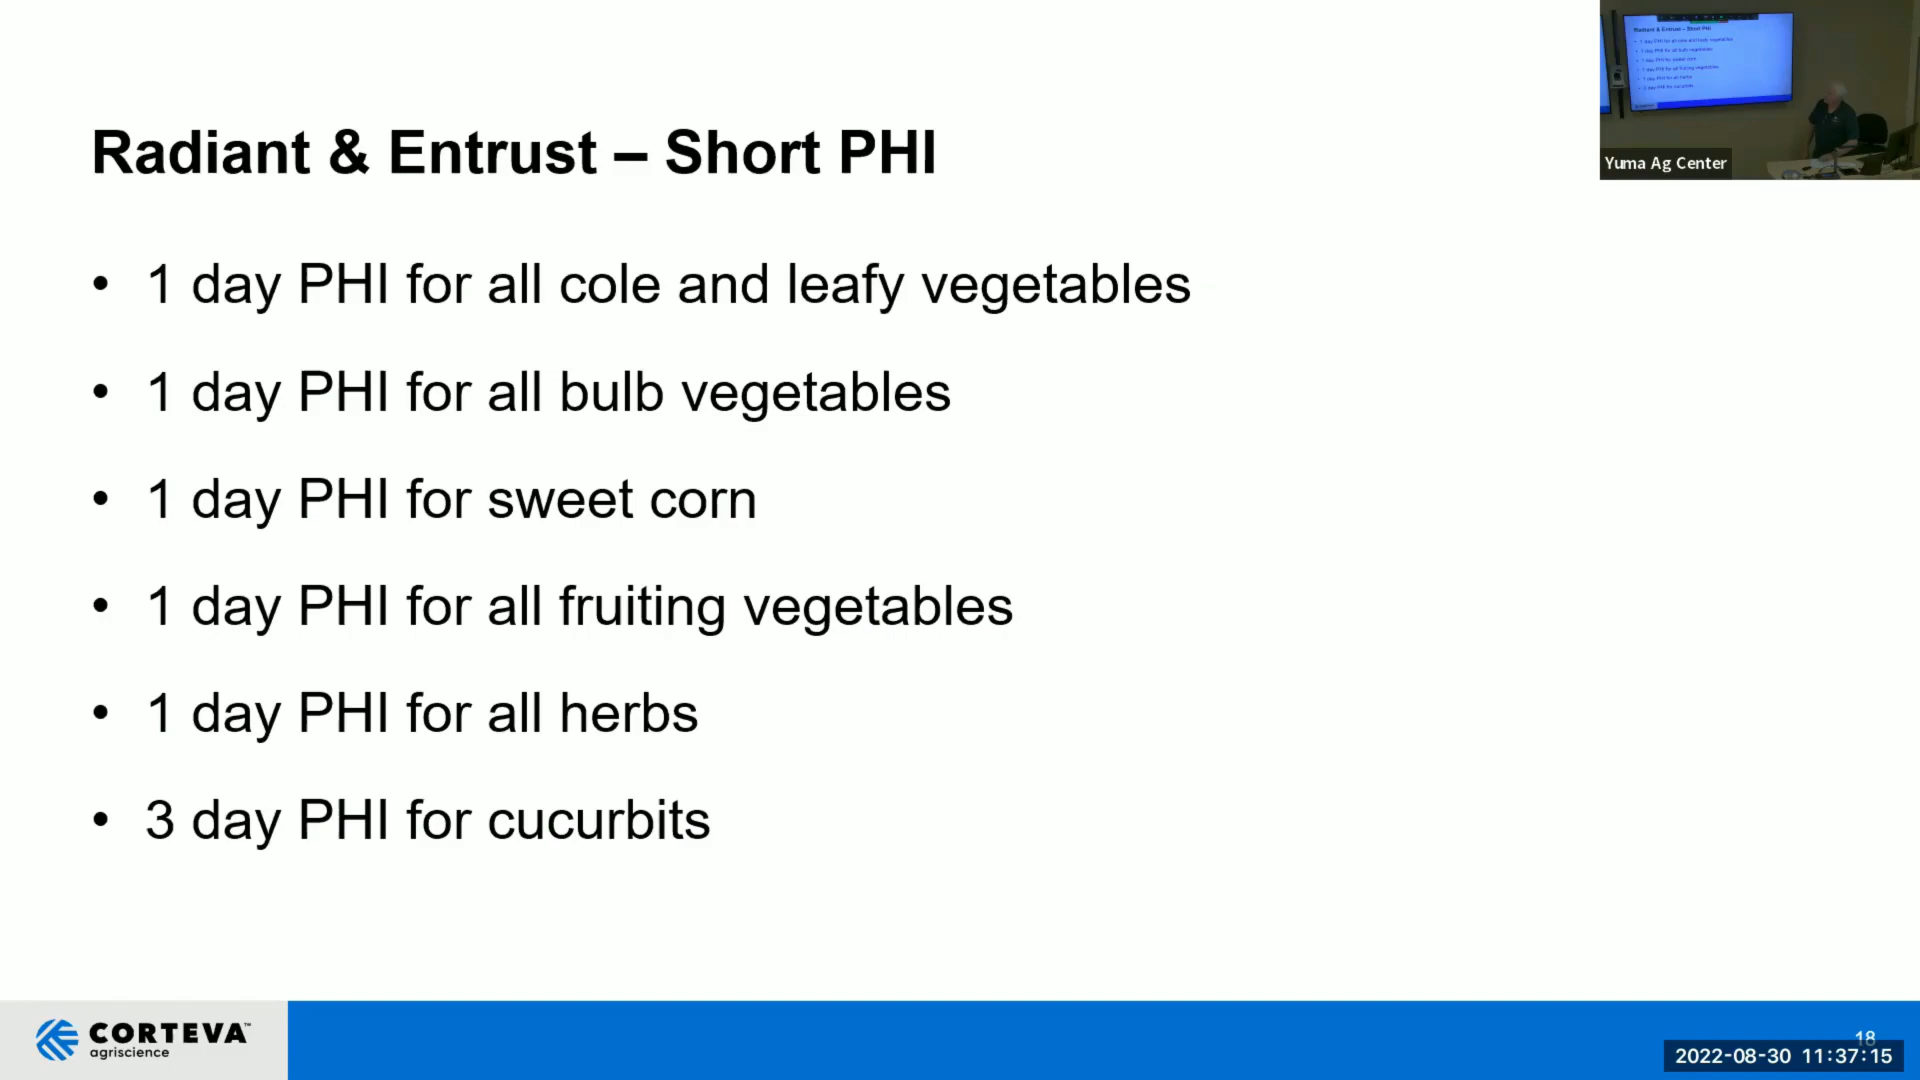 Radiant & Entrust – Short PHI
• 1 day PHI for all cole and leafy vegetables
• 1 day PHI for all bulb vegetables
• 1 day PHI for sweet corn
• 1 day PHI for all fruiting vegetables
• 1 day PHI for all herbs
• 3 day PHI for cucurbits
Yuma Ag Center
CORTEVA™
agriscience
18
2022-08-30 11:37:15